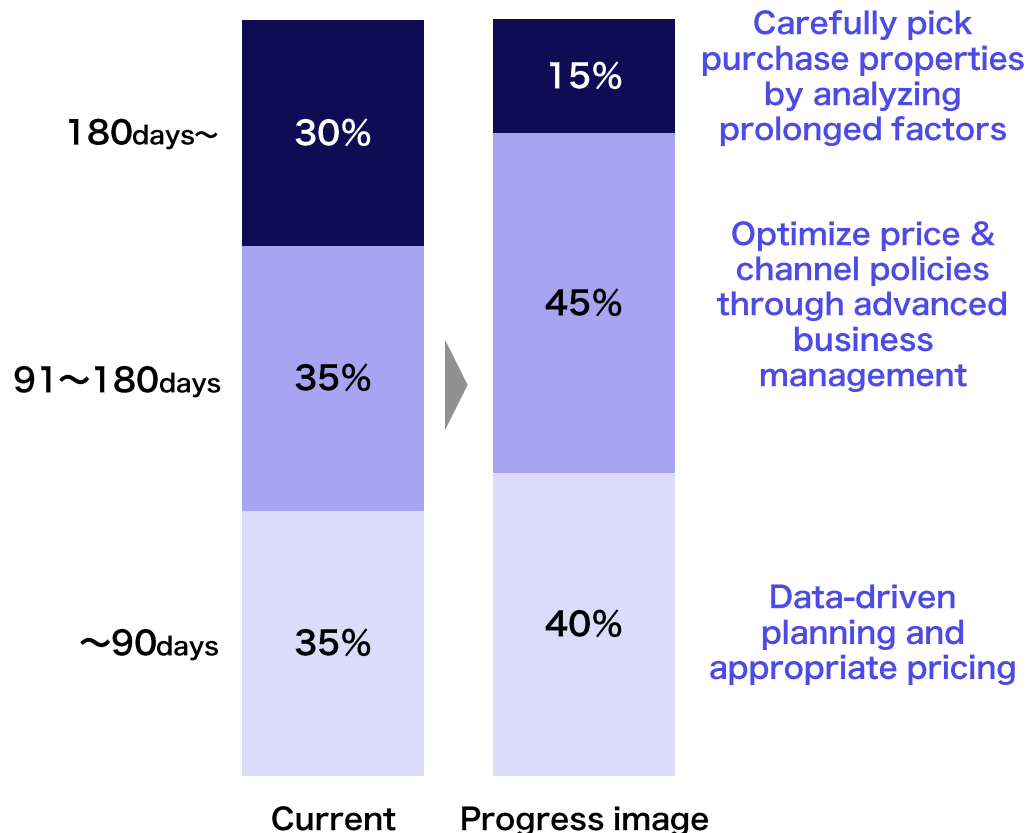 Carefully pick
purchase properties
by analyzing
prolonged factors
180days〜
30%
15%
Optimize price &
channel policies
through advanced
business
management
91〜180days
35%
45%
Data-driven
planning and
appropriate pricing
〜90days
35%
40%
Current
Progress image